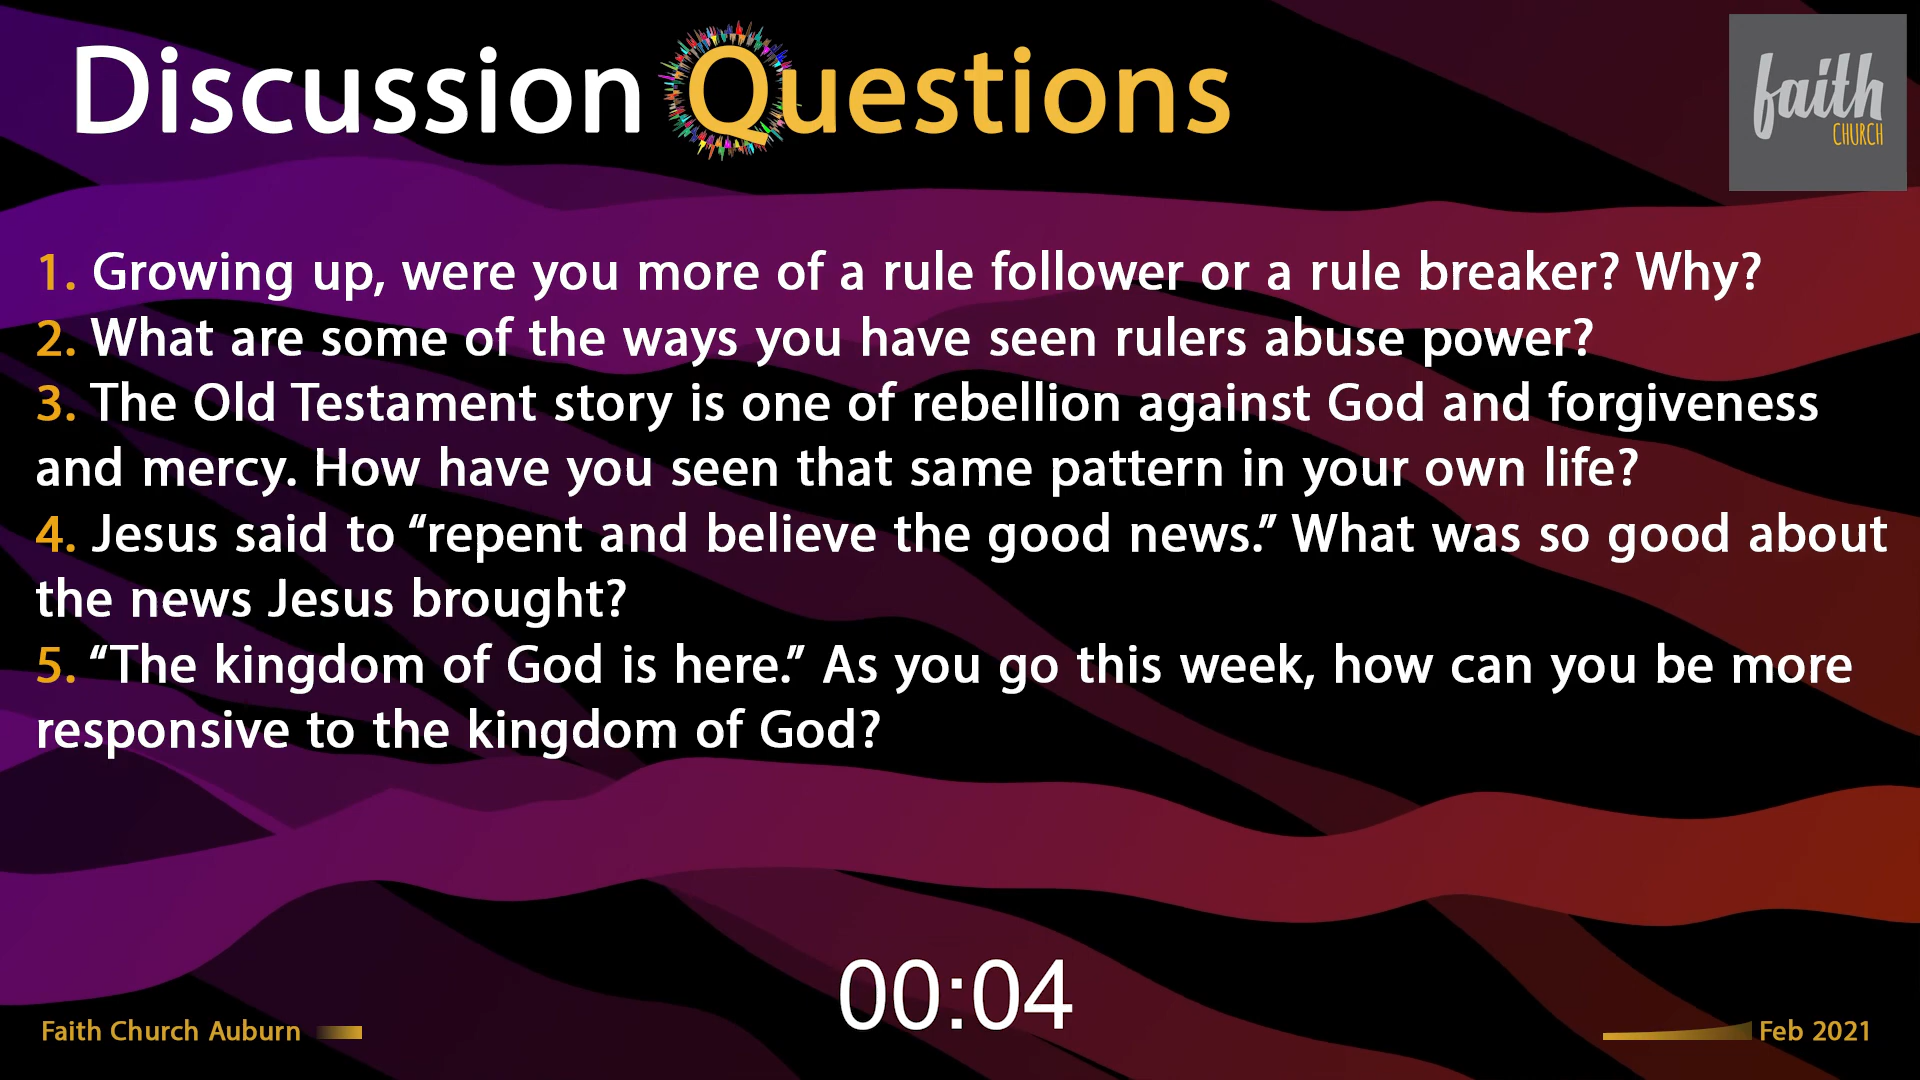 Discussion Questions
faith
CHURCH
1. Growing up, were you more of a rule follower or a rule breaker? Why?
2. What are some of the ways you have seen rulers abuse power?
3. The Old Testament story is one of rebellion against God and forgiveness
and mercy. How have you seen that same pattern in your own life?
4. Jesus said to “repent and believe the good news.” What was so good about
the news Jesus brought?
5. “The kingdom of God is here.” As you go this week, how can you be more
responsive to the kingdom of God?
00:04
Faith Church Auburn
Feb 2021